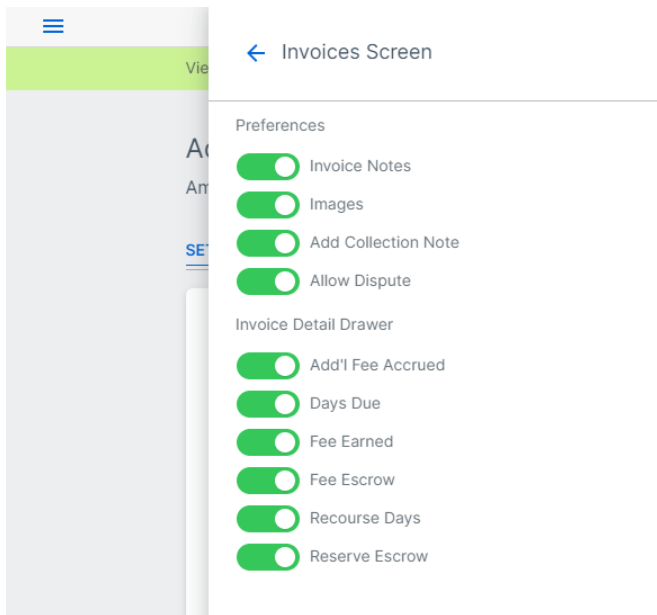 Invoices Screen
Vie
Preferences
Invoice Notes
Images
Add Collection Note
Allow Dispute
Invoice Detail Drawer
Add'l Fee Accrued
Days Due
Fee Earned
Fee Escrow
Recourse Days
Reserve Escrow